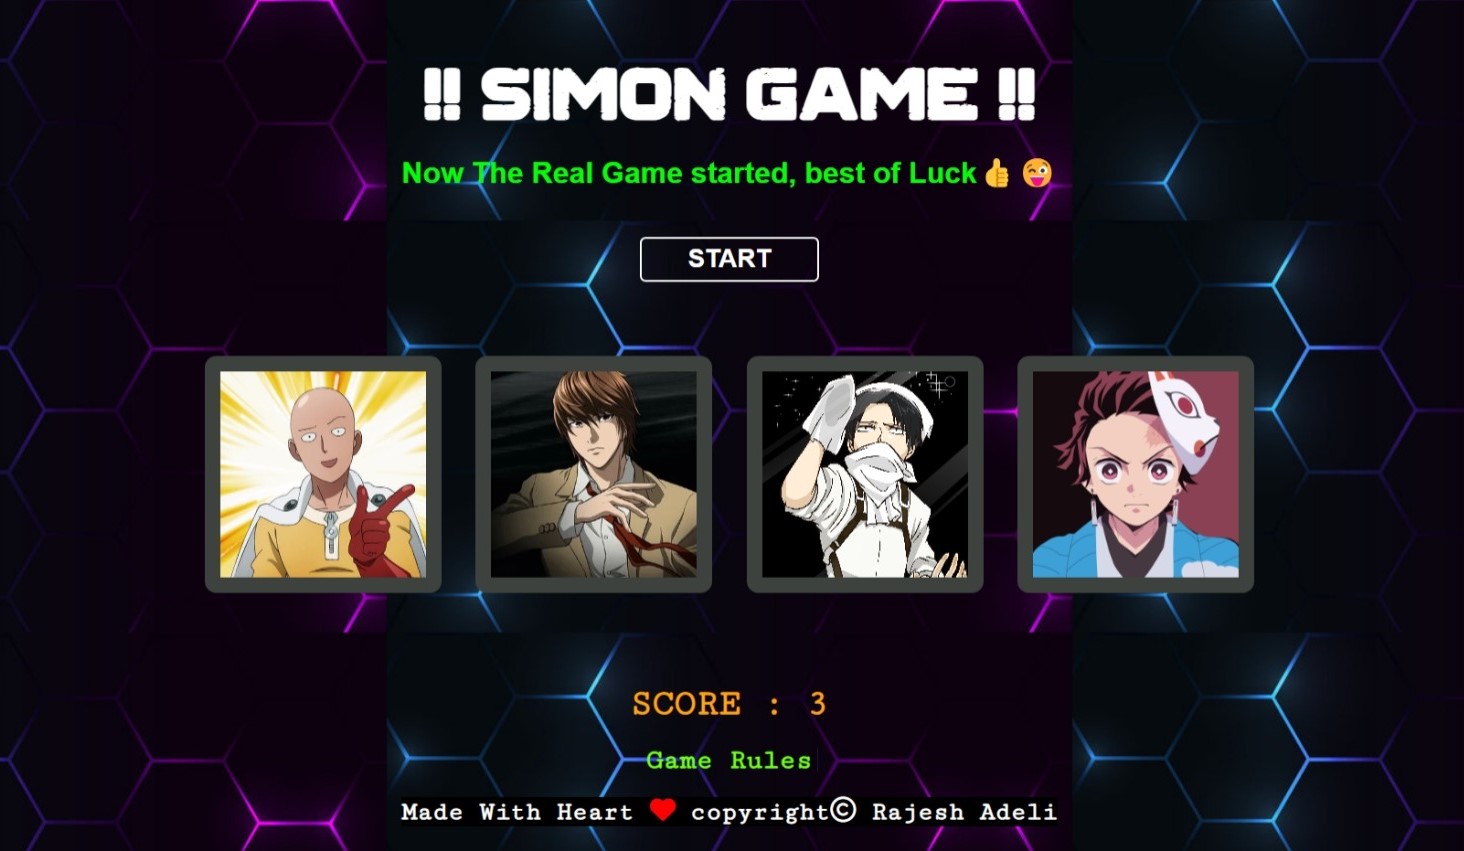 !! SIMON GAME !!
Now The Real Game started, best of Luck👍 😜
START
SCORE : 3
Game Rules
Made With Heart ❤ copyright© Rajesh Adeli